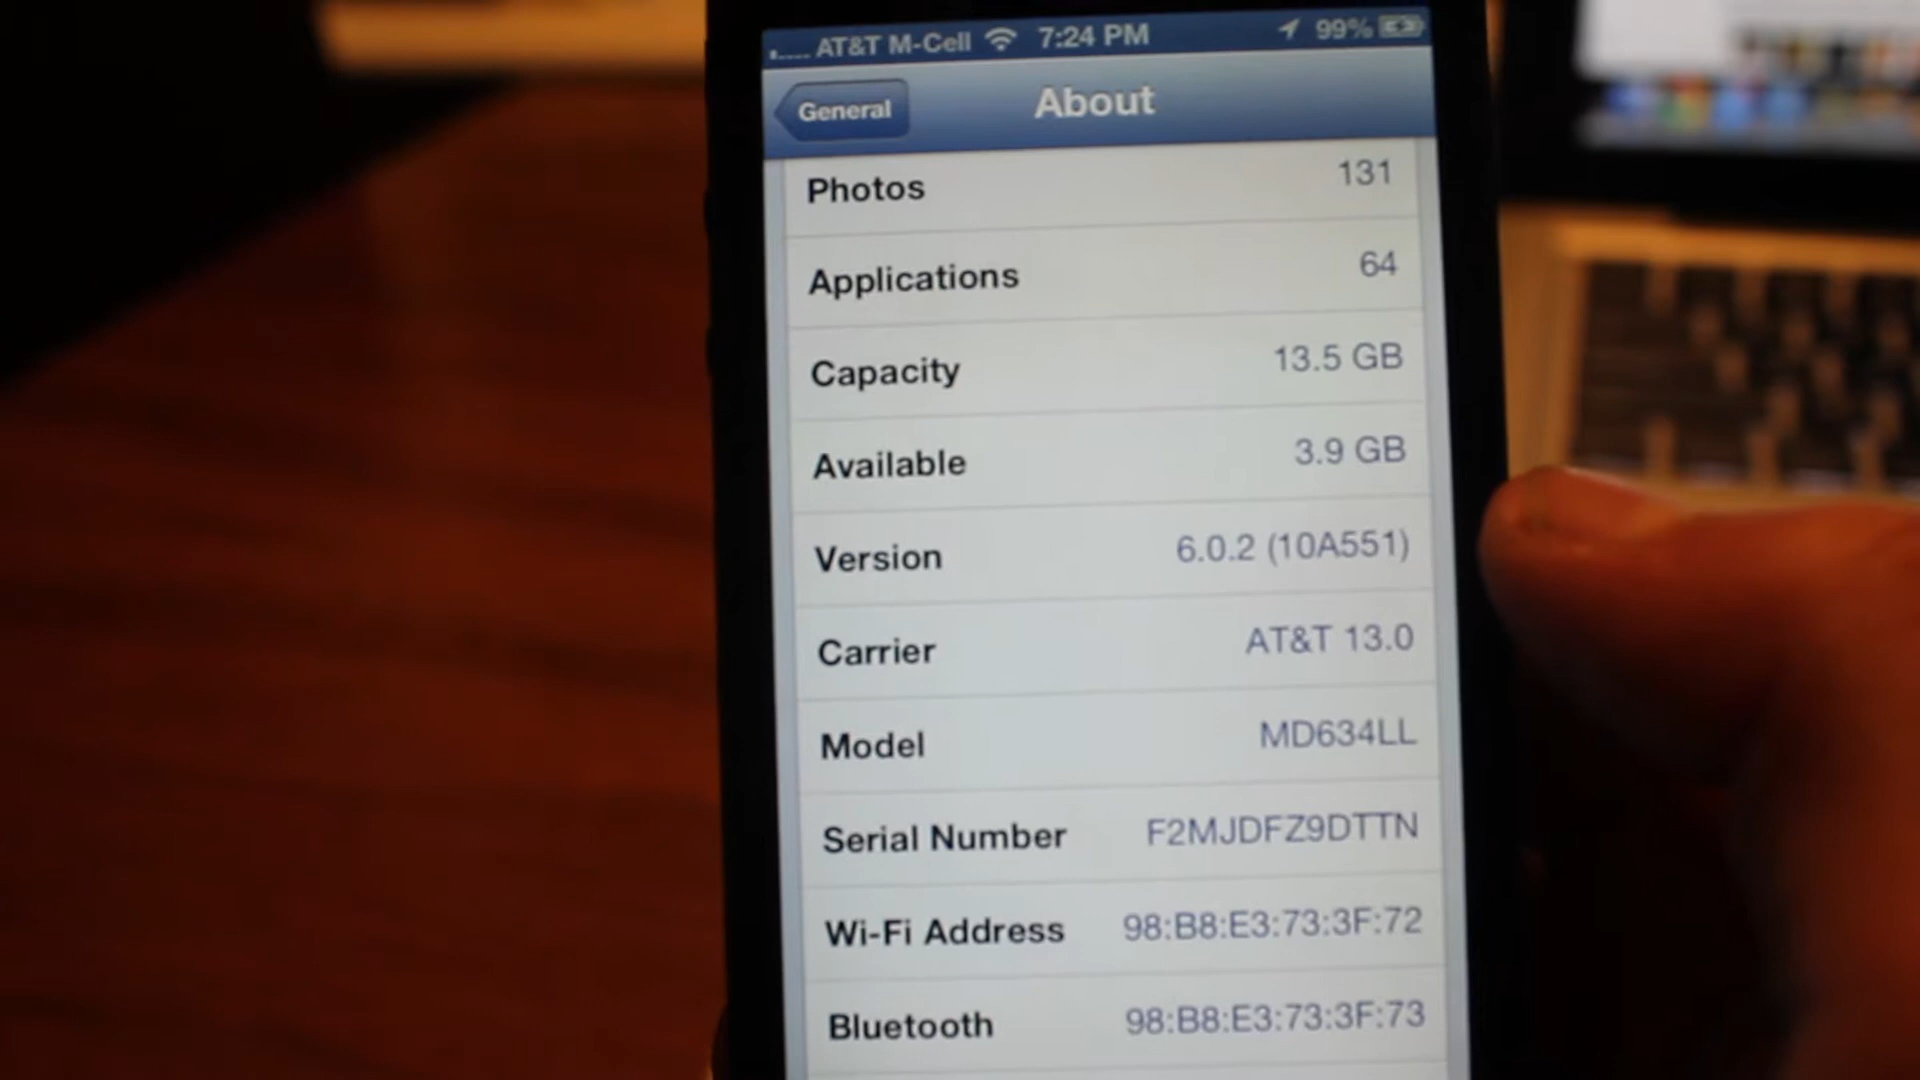 AT&T M-Cell 7:24 PM 99%
General About
Photos 131
Applications 64
Capacity 13.5 GB
Available 3.9 GB
Version 6.0.2 (10A551)
Carrier AT&T 13.0
Model MD634LL
Serial Number F2MJDFZ9DTTN
Wi-Fi Address 98:B8:E3:73:3F:72
Bluetooth 98:B8:E3:73:3F:73